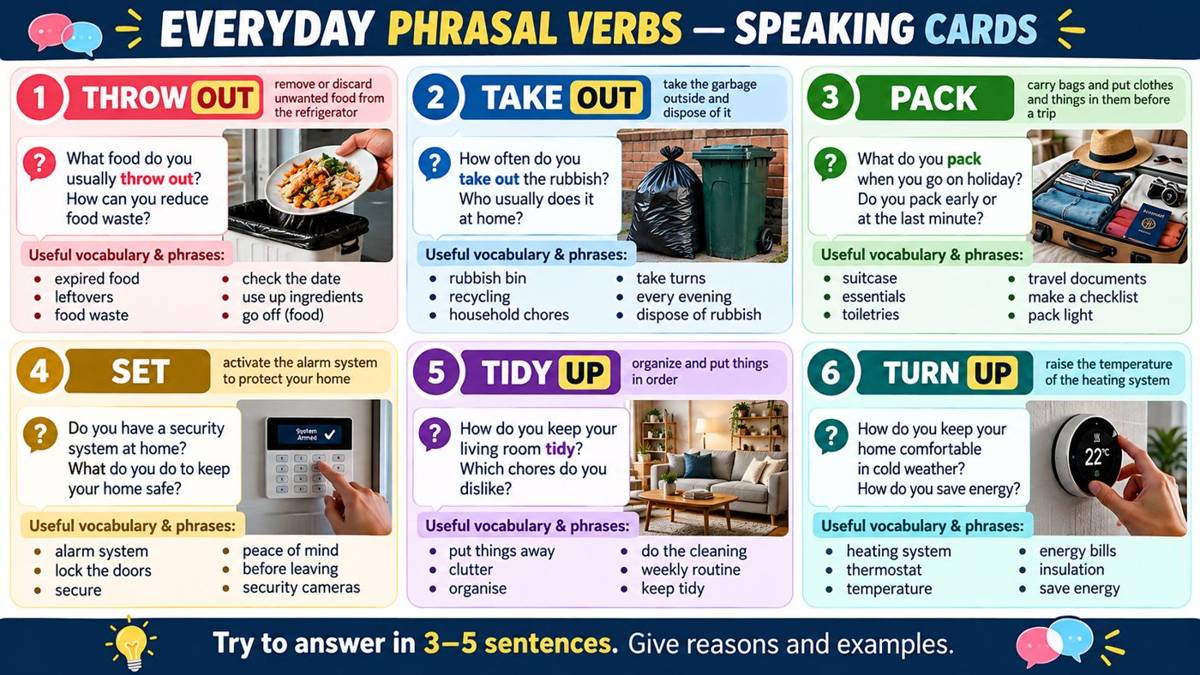 EVERYDAY PHRASAL VERBS — SPEAKING CARDS
1 THROW OUT
remove or discard
unwanted food from
the refrigerator
?
What food do you
usually throw out?
How can you reduce
food waste?
Useful vocabulary & phrases:
• expired food
• leftovers
• food waste
• check the date
• use up ingredients
• go off (food)
2 TAKE OUT
take the garbage
outside and
dispose of it
?
How often do you
take out the rubbish?
Who usually does it
at home?
Useful vocabulary & phrases:
• rubbish bin
• recycling
• household chores
• take turns
• every evening
• dispose of rubbish
3 PACK
carry bags and put clothes
and things in them before
a trip
?
What do you pack
when you go on holiday?
Do you pack early or
at the last minute?
Useful vocabulary & phrases:
• suitcase
• essentials
• toiletries
• travel documents
• make a checklist
• pack light
4 SET
activate the alarm system
to protect your home
?
Do you have a security
system at home?
What do you do to keep
your home safe?
System
Armed
Useful vocabulary & phrases:
• alarm system
• lock the doors
• secure
• peace of mind
• before leaving
• security cameras
5 TIDY UP
organize and put things
in order
?
How do you keep your
living room tidy?
Which chores do you
dislike?
Useful vocabulary & phrases:
• put things away
• clutter
• organise
• do the cleaning
• weekly routine
• keep tidy
6 TURN UP
raise the temperature
of the heating system
?
How do you keep your
home comfortable
in cold weather?
How do you save energy?
22°C
Useful vocabulary & phrases:
• heating system
• thermostat
• temperature
• energy bills
• insulation
• save energy
Try to answer in 3–5 sentences. Give reasons and examples.